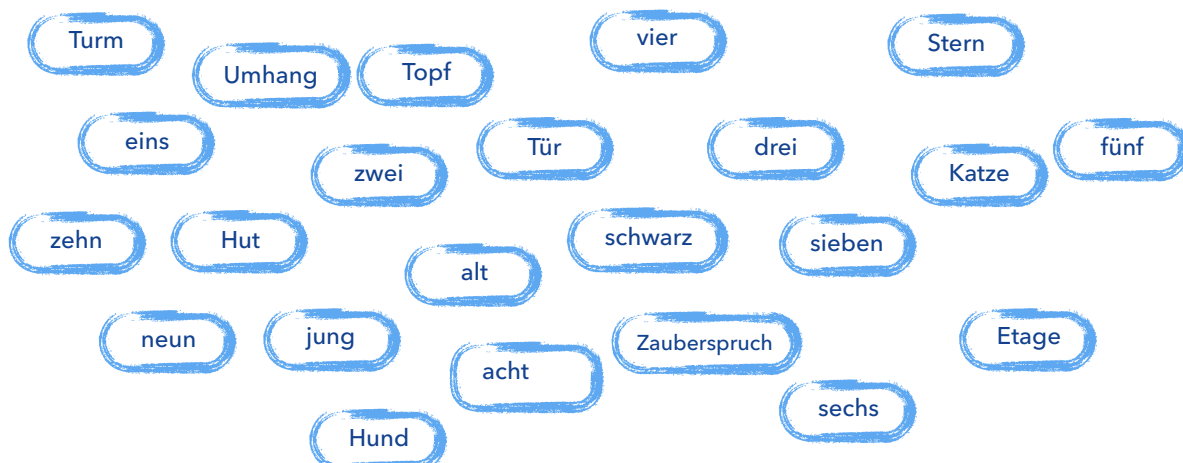 Turm
vier
Stern
Umhang
Topf
eins
Tür
drei
fünf
zwei
Katze
zehn
Hut
schwarz
sieben
alt
neun
jung
Zauberspruch
Etage
acht
sechs
Hund